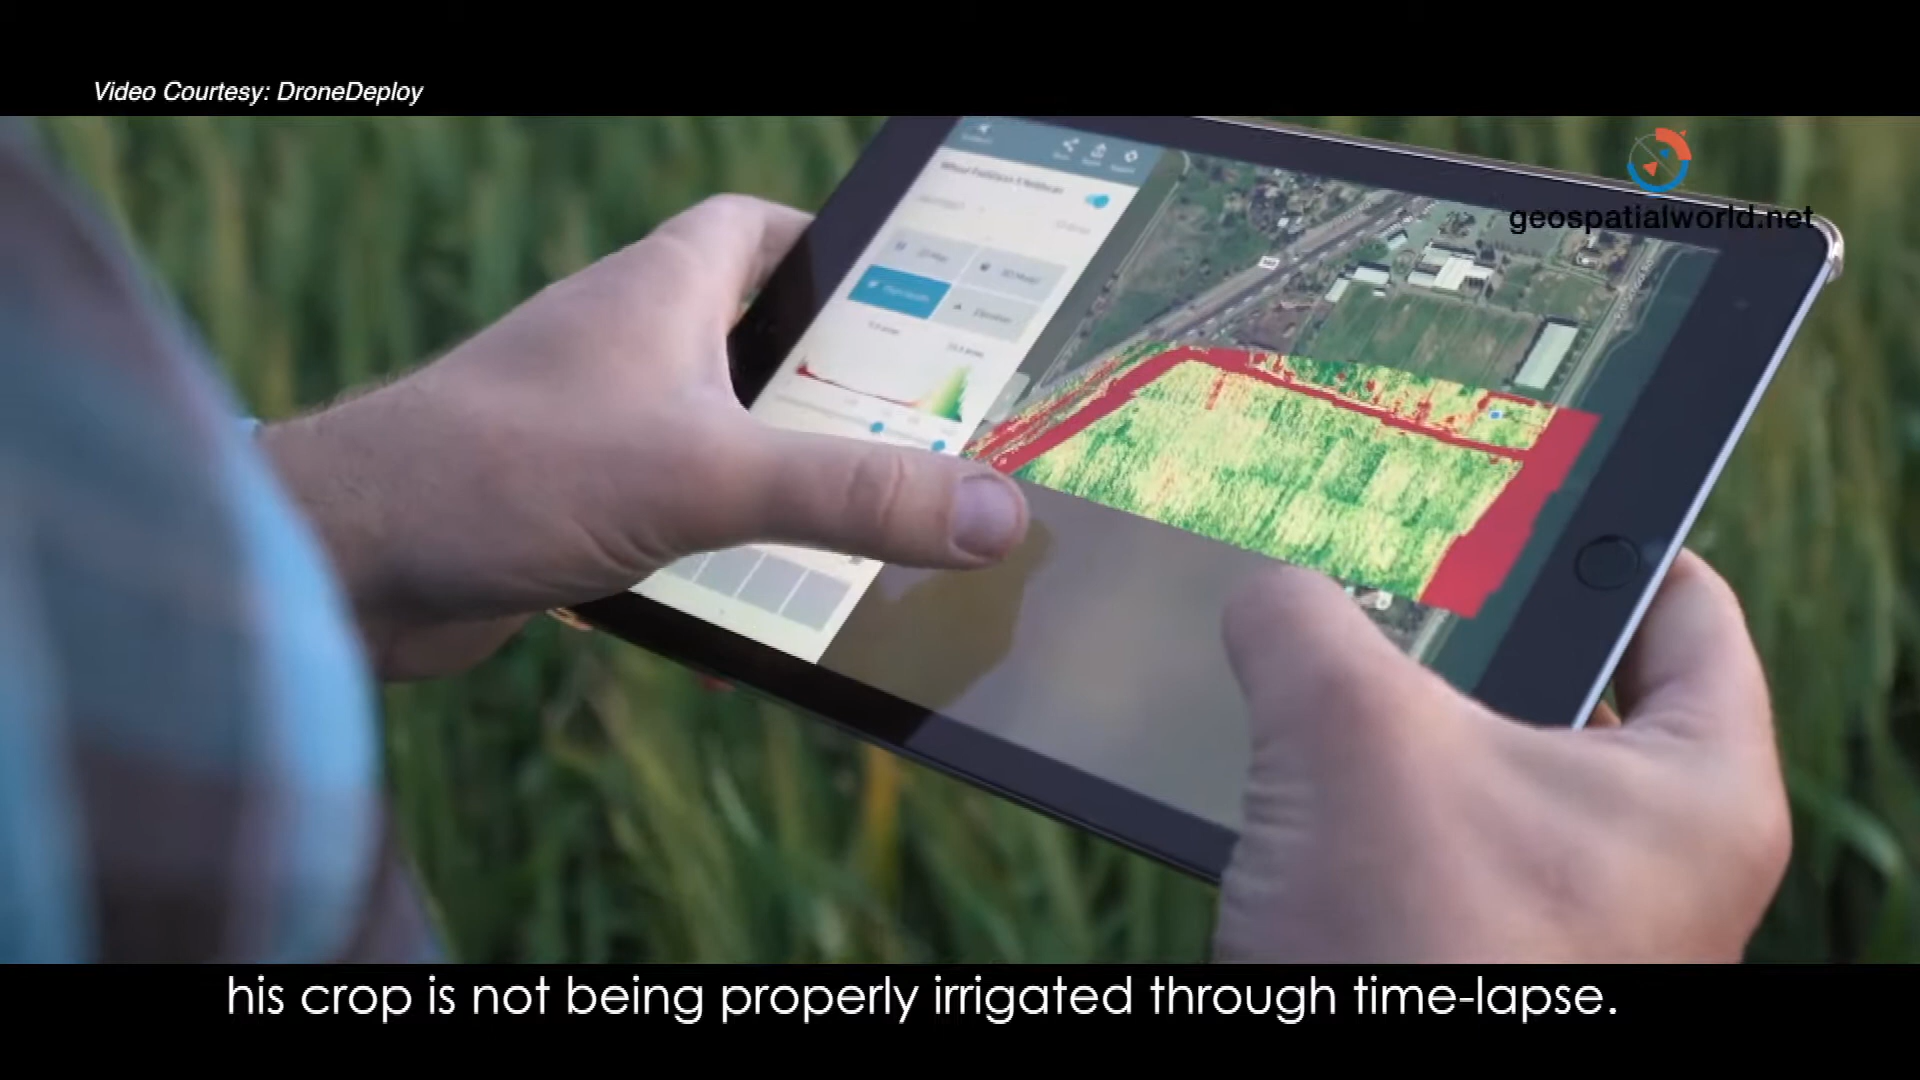 Video Courtesy: DroneDeploy
geospatialworld.net
his crop is not being properly irrigated through time-lapse.